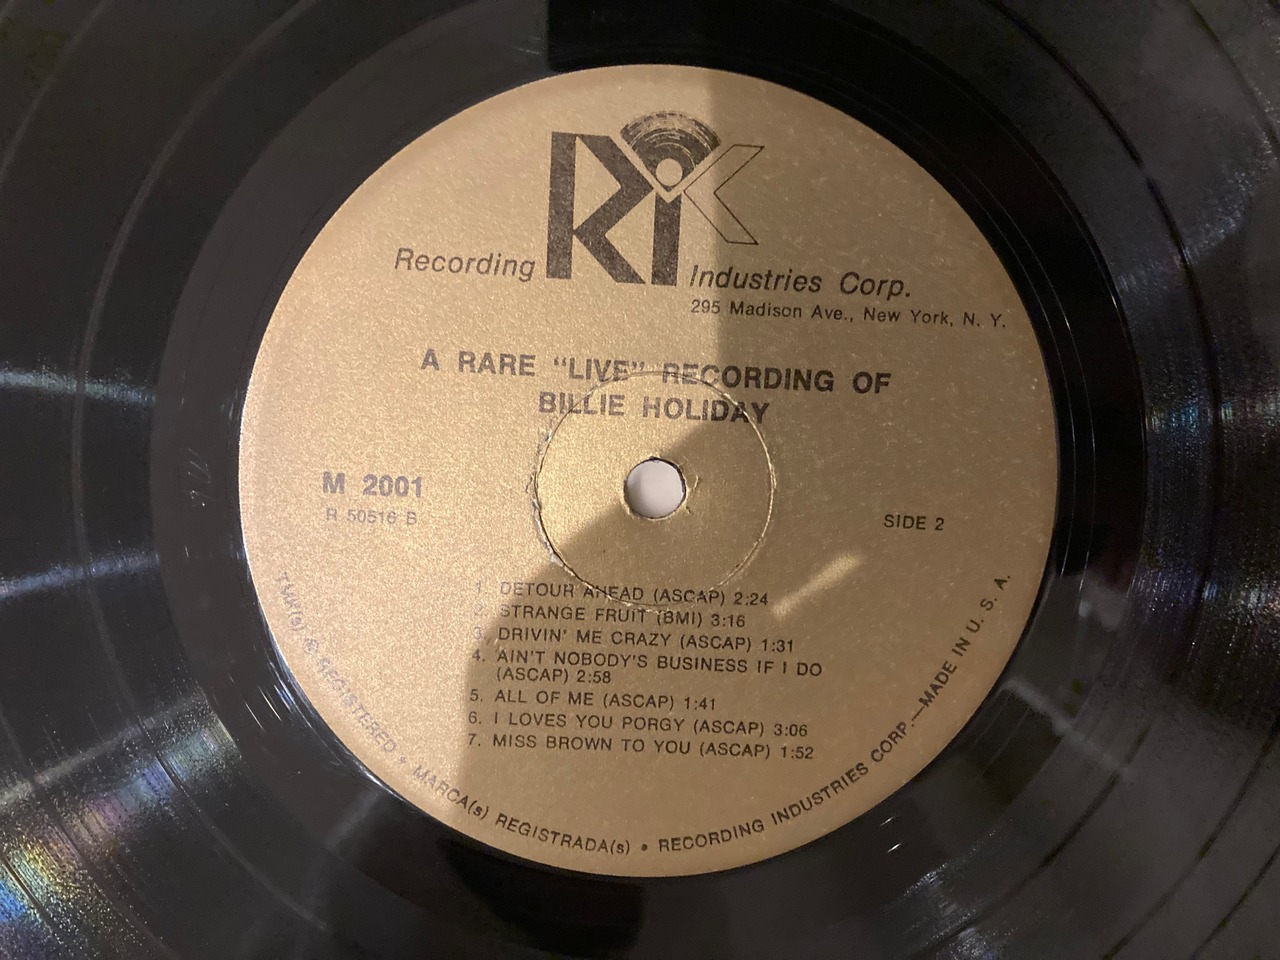 RIC
Recording Industries Corp.
295 Madison Ave., New York, N. Y.
A RARE “LIVE” RECORDING OF
BILLIE HOLIDAY
M 2001
R 50516 B
SIDE 2
1. DETOUR AHEAD (ASCAP) 2:24
2. STRANGE FRUIT (BMI) 3:16
3. DRIVIN' ME CRAZY (ASCAP) 1:31
4. AIN'T NOBODY'S BUSINESS IF I DO
(ASCAP) 2:58
5. ALL OF ME (ASCAP) 1:41
6. I LOVES YOU PORGY (ASCAP) 3:06
7. MISS BROWN TO YOU (ASCAP) 1:52
TMK(s) ® REGISTERED • MARCA(s) REGISTRADA(s) • RECORDING INDUSTRIES CORP.—MADE IN U. S. A.